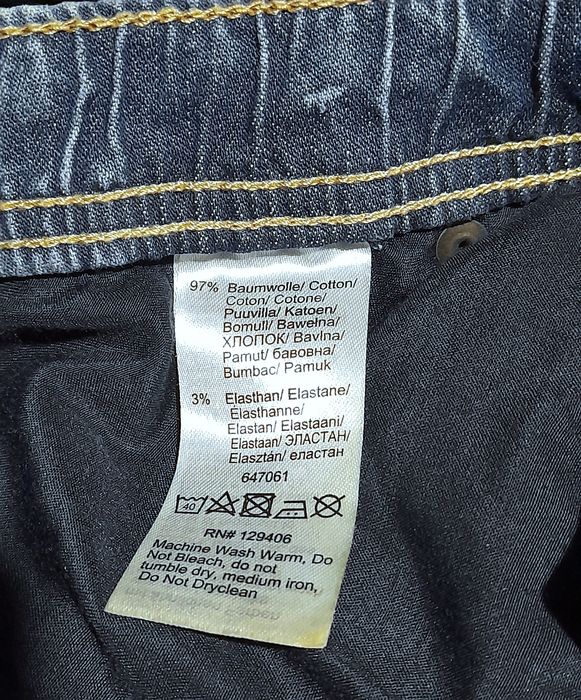 97% Baumwolle/ Cotton/
Coton/ Cotone/
Puuvilla/ Katoen/
Bomull/ Bawełna/
ХЛОПОК/ Bavlna/
Pamut/ бавовна/
Bumbac/ Pamuk
3% Elasthan/ Elastane/
Élasthanne/
Elastan/ Elastaani/
Elastaan/ ЭЛАСТАН/
Elasztán/ еластан
647061
40
RN# 129406
Machine Wash Warm, Do
Not Bleach, do not
tumble dry, medium iron,
Do Not Dryclean